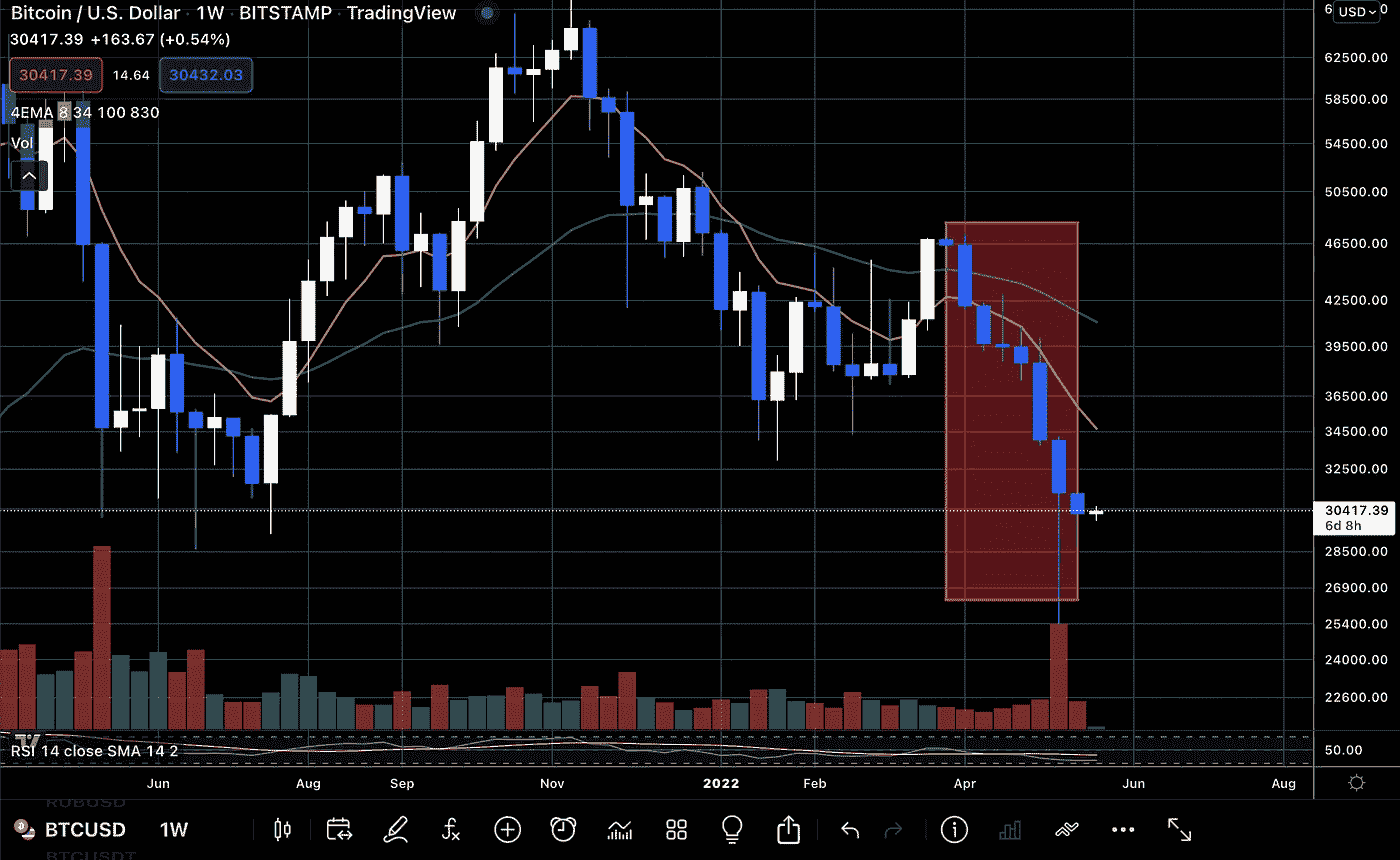 Bitcoin / U.S. Dollar · 1W · BITSTAMP · TradingView
USD
30417.39 +163.67 (+0.54%)
30417.39 14.64 30432.03
4EMA 8 34 100 830
Vol
62500.00
58500.00
54500.00
50500.00
46500.00
42500.00
39500.00
36500.00
34500.00
32500.00
30417.39
6d 8h
28500.00
26900.00
25400.00
24000.00
22600.00
RSI 14 close SMA 14 2
50.00
Jun Aug Sep Nov 2022 Feb Apr Jun Aug
RUBUSD
BTCUSD 1W
BTCUSDT